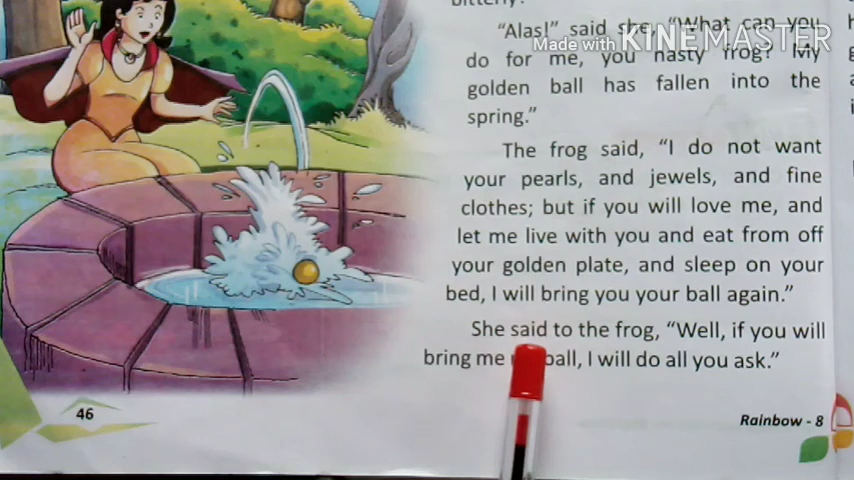 bitterly?
"Alas!" said she, "What can you
do for me, you nasty frog? My
golden ball has fallen into the
spring."
The frog said, "I do not want
your pearls, and jewels, and fine
clothes; but if you will love me, and
let me live with you and eat from off
your golden plate, and sleep on your
bed, I will bring you your ball again."
She said to the frog, "Well, if you will
bring me ball, I will do all you ask."
46
Rainbow - 8
Made with KINEMASTER